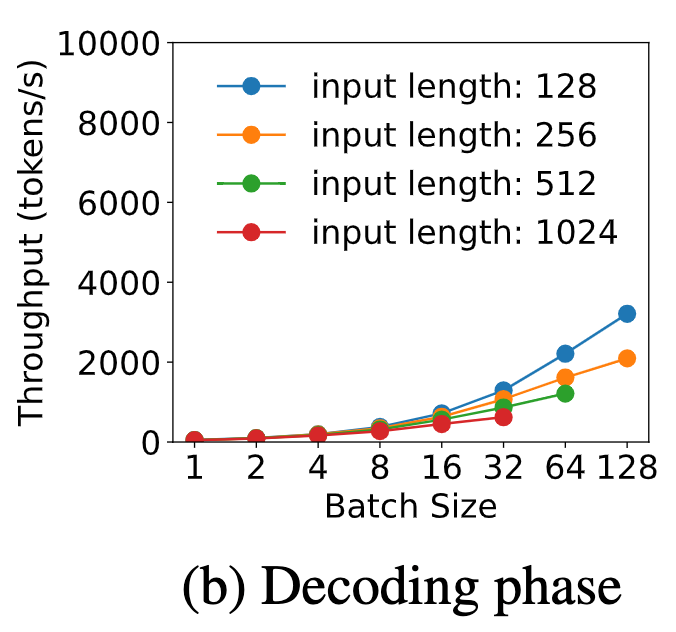 10000
8000
6000
4000
2000
0
Throughput (tokens/s)
input length: 128
input length: 256
input length: 512
input length: 1024
1 2 4 8 16 32 64 128
Batch Size
(b) Decoding phase